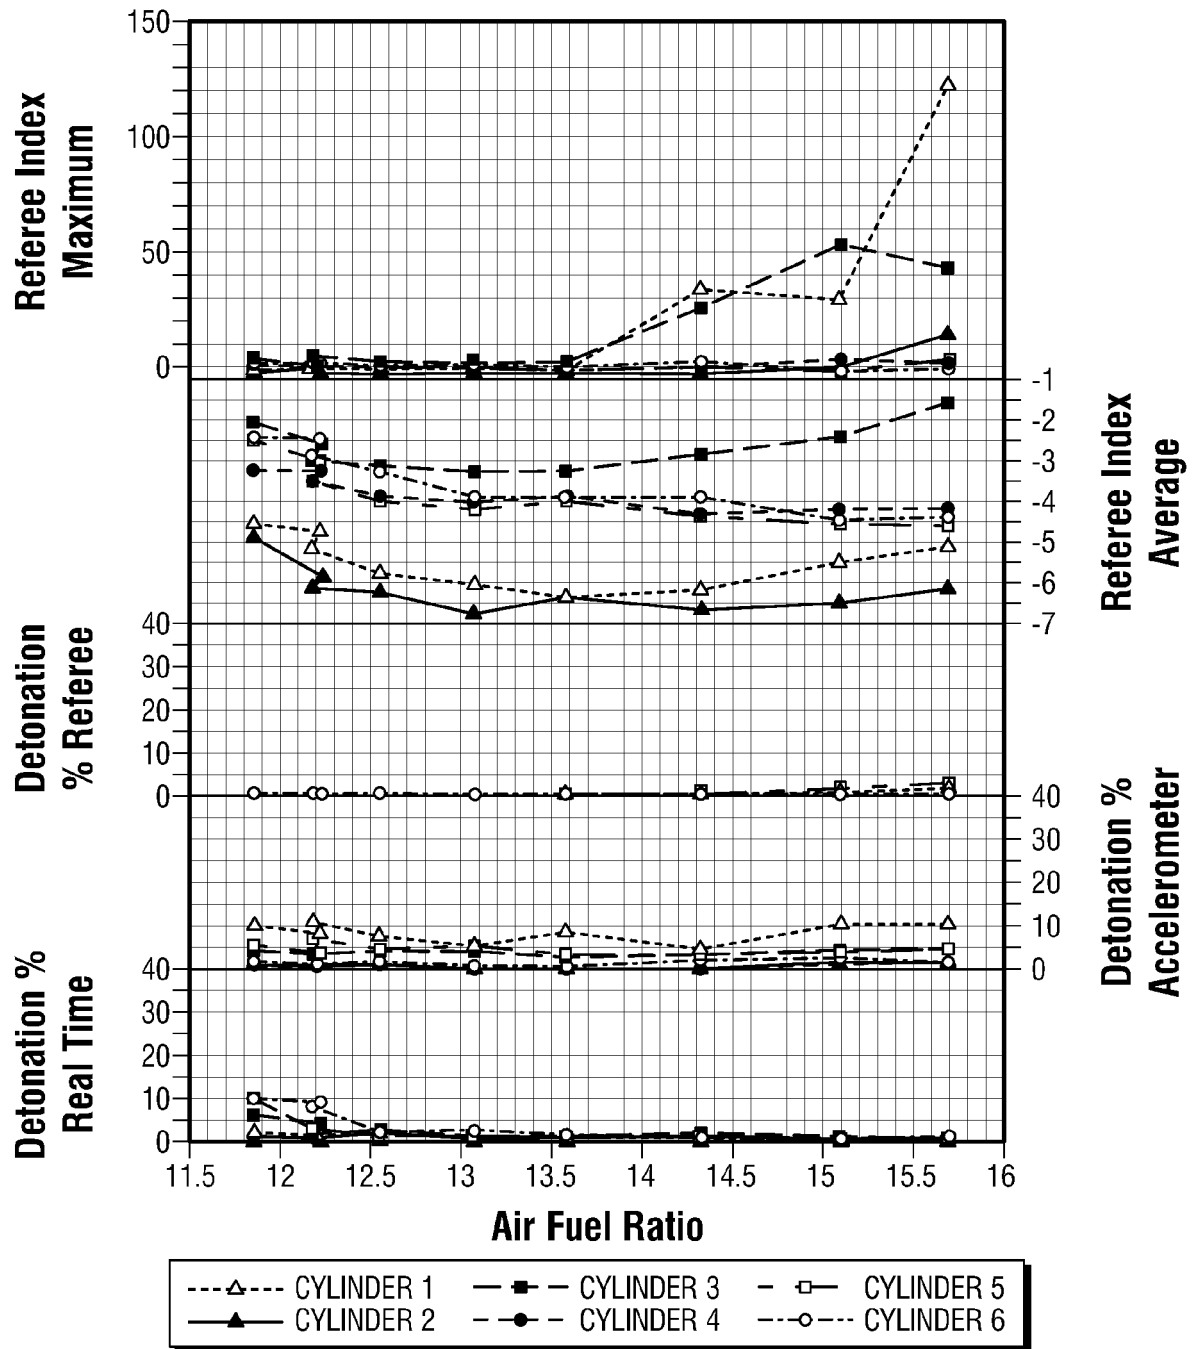 Referee Index
Maximum
150
100
50
0
Referee Index
Average
-1
-2
-3
-4
-5
-6
-7
Detonation
% Referee
40
30
20
10
0
Detonation %
Accelerometer
40
30
20
10
0
Detonation %
Real Time
40
30
20
10
0
11.5 12 12.5 13 13.5 14 14.5 15 15.5 16
Air Fuel Ratio
CYLINDER 1 CYLINDER 3 CYLINDER 5
CYLINDER 2 CYLINDER 4 CYLINDER 6